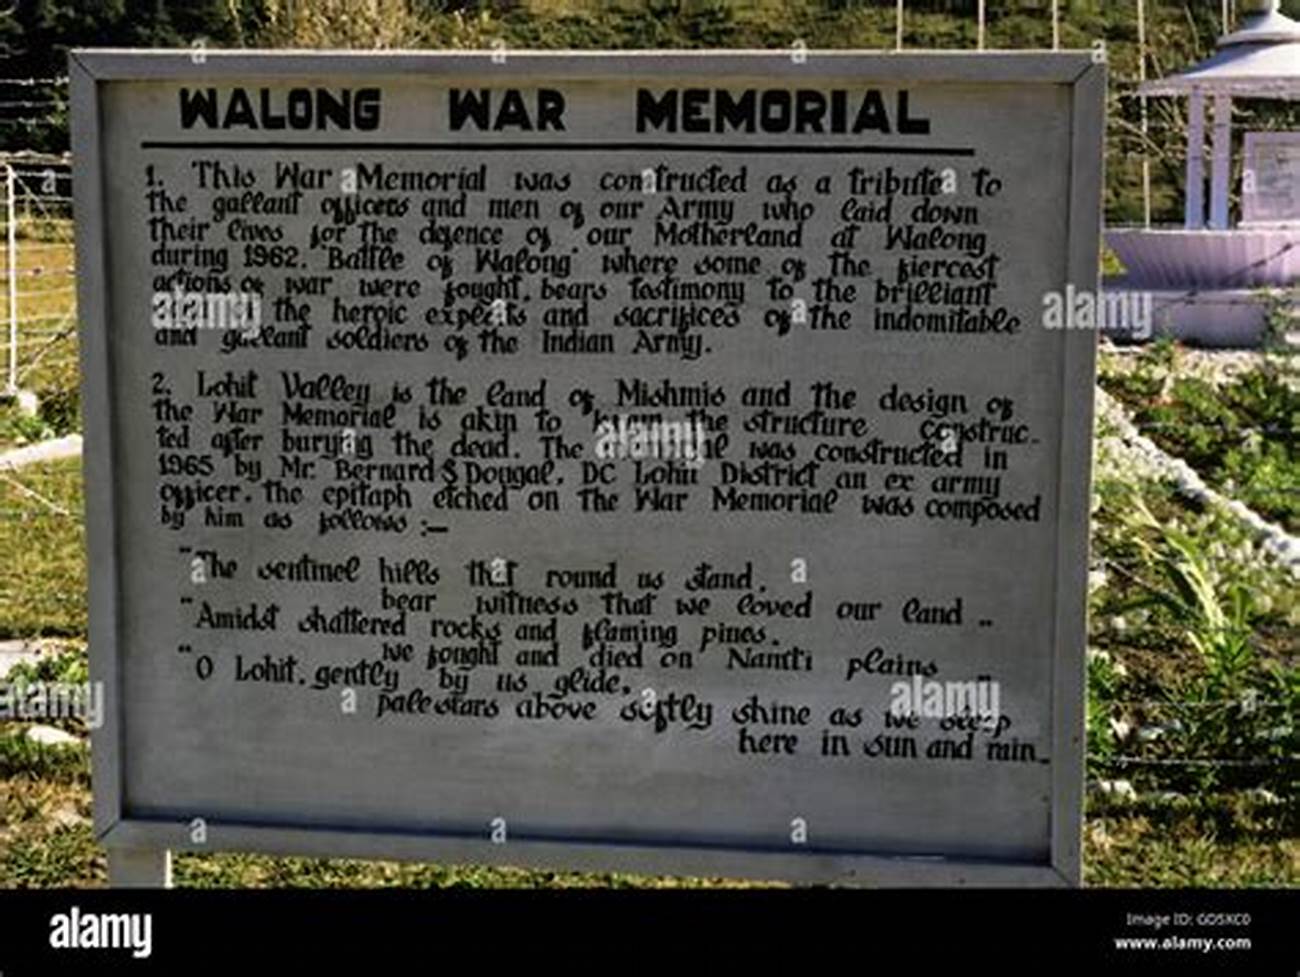 WALONG WAR MEMORIAL
1. This War Memorial was constructed as a tribute to
the gallant officers and men of our Army who laid down
their lives for the defence of our Motherland at Walong
during 1962. 'Battle of Walong' where some of the fiercest
actions of war were fought, bears testimony to the brilliant
the heroic exploits and sacrifices of the indomitable
and gallant soldiers of the Indian Army.
2. Lohit Valley is the land of Mishmis and the design of
the War Memorial is akin to the structure construc-
ted after burying the dead. The was constructed in
1965 by Mr. Bernard S Dougal, DC Lohit District an ex army
officer. The epitaph etched on the War Memorial was composed
by him as follows :-
"The sentinel hills that round us stand,
bear witness that we loved our land"
"Amidst shattered rocks and flaming pines,
we fought and died on Namti plains"
"O Lohit, gently by us glide,
pale stars above softly shine as we sleep
here in sun and rain"
alamy
Image ID: GD5XC0
www.alamy.com